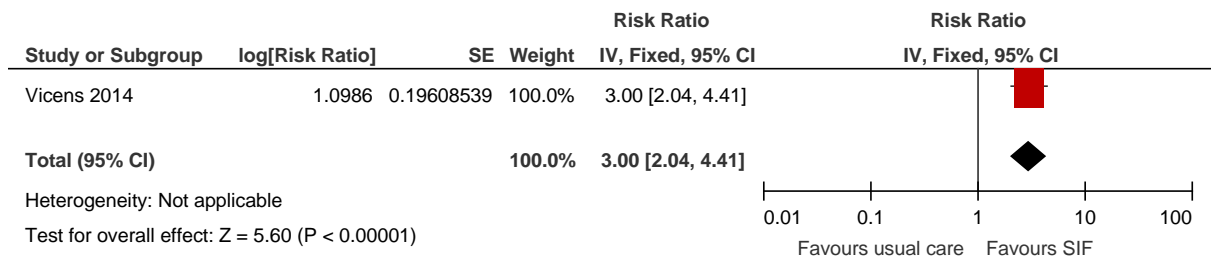 Risk Ratio Risk Ratio
Study or Subgroup log[Risk Ratio] SE Weight IV, Fixed, 95% CI IV, Fixed, 95% CI
Vicens 2014 1.0986 0.19608539 100.0% 3.00 [2.04, 4.41]
Total (95% CI) 100.0% 3.00 [2.04, 4.41]
Heterogeneity: Not applicable
Test for overall effect: Z = 5.60 (P < 0.00001)
0.01 0.1 1 10 100
Favours usual care Favours SIF